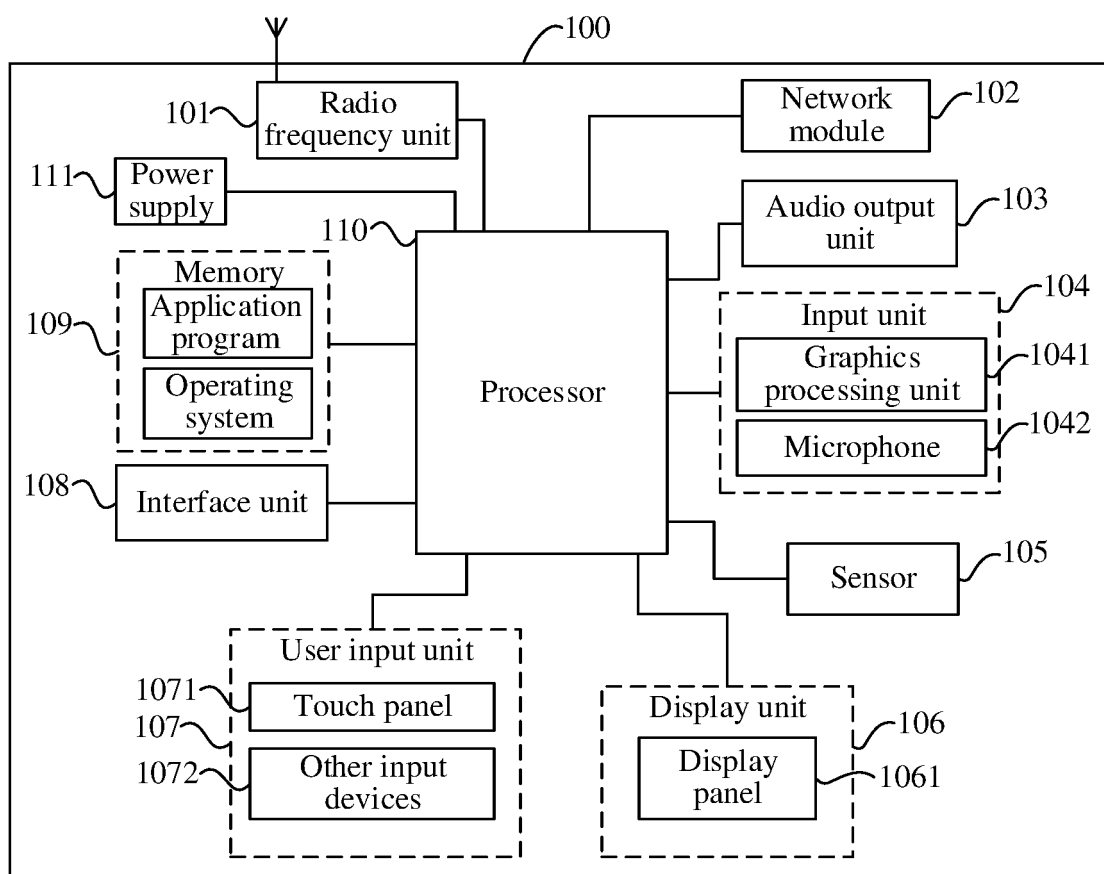 100
101
Radio
frequency unit
Network
module
102
111
Power
supply
110
Audio output
unit
103
Memory
Application
program
Operating
system
109
Processor
104
Input unit
Graphics
processing unit
1041
Microphone
1042
108
Interface unit
Sensor
105
User input unit
1071
Touch panel
107
1072
Other input
devices
Display unit
106
Display
panel
1061